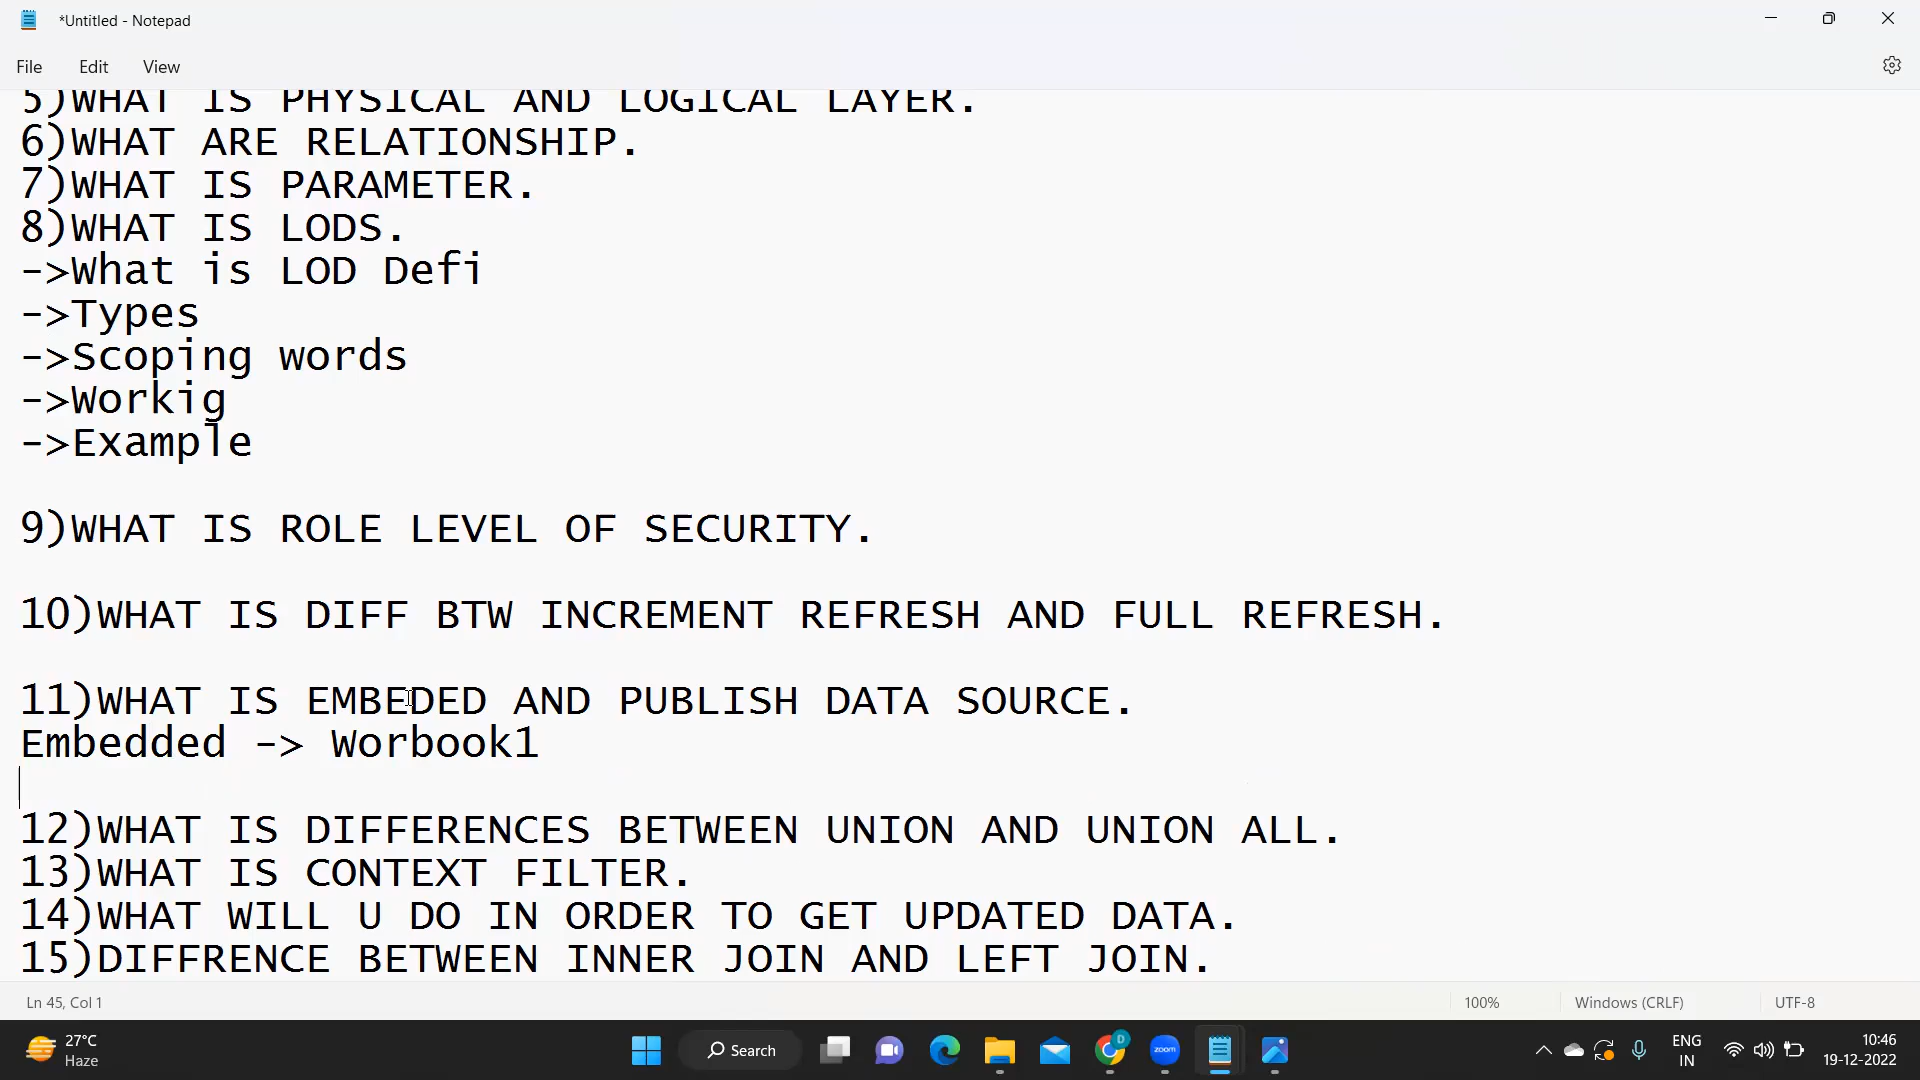 *Untitled - Notepad
File Edit View
5)WHAT IS PHYSICAL AND LOGICAL LAYER.
6)WHAT ARE RELATIONSHIP.
7)WHAT IS PARAMETER.
8)WHAT IS LODS.
->What is LOD Defi
->Types
->Scoping words
->Workig
->Example
9)WHAT IS ROLE LEVEL OF SECURITY.
10)WHAT IS DIFF BTW INCREMENT REFRESH AND FULL REFRESH.
11)WHAT IS EMBEDED AND PUBLISH DATA SOURCE.
Embedded -> Worbook1
12)WHAT IS DIFFERENCES BETWEEN UNION AND UNION ALL.
13)WHAT IS CONTEXT FILTER.
14)WHAT WILL U DO IN ORDER TO GET UPDATED DATA.
15)DIFFRENCE BETWEEN INNER JOIN AND LEFT JOIN.
Ln 45, Col 1 100% Windows (CRLF) UTF-8
27°C
Haze
Search
D
zoom
ENG
IN
10:46
19-12-2022